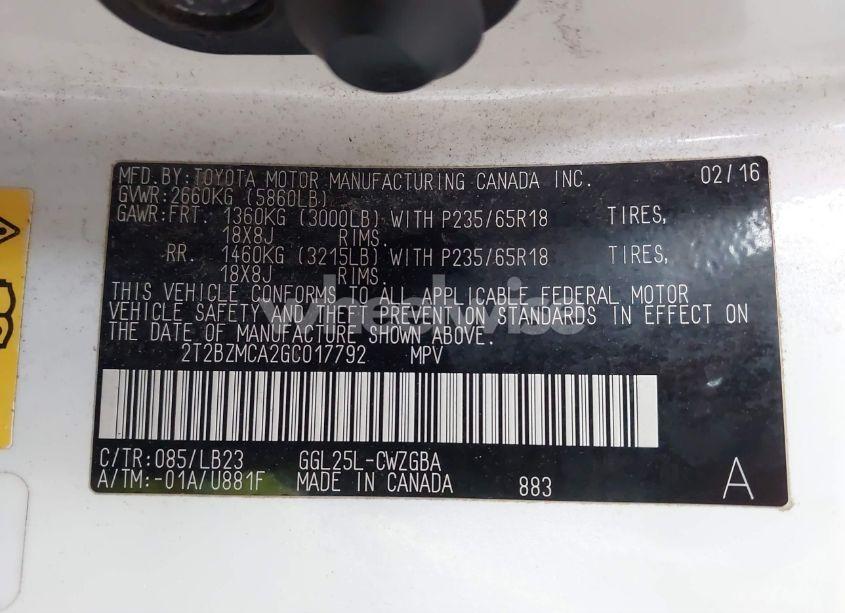 MFD. BY: TOYOTA MOTOR MANUFACTURING CANADA INC. 02/16
GVWR: 2660KG (5860LB)
GAWR: FRT. 1360KG (3000LB) WITH P235/65R18 TIRES,
18X8J RIMS.
RR. 1460KG (3215LB) WITH P235/65R18 TIRES,
18X8J RIMS.
THIS VEHICLE CONFORMS TO ALL APPLICABLE FEDERAL MOTOR
VEHICLE SAFETY AND THEFT PREVENTION STANDARDS IN EFFECT ON
THE DATE OF MANUFACTURE SHOWN ABOVE.
wheelwise
2T2BZMCA2GC017792 MPV
C/TR: 085/LB23 GGL25L-CWZGBA
A/TM: -01A/U881F MADE IN CANADA 883 A